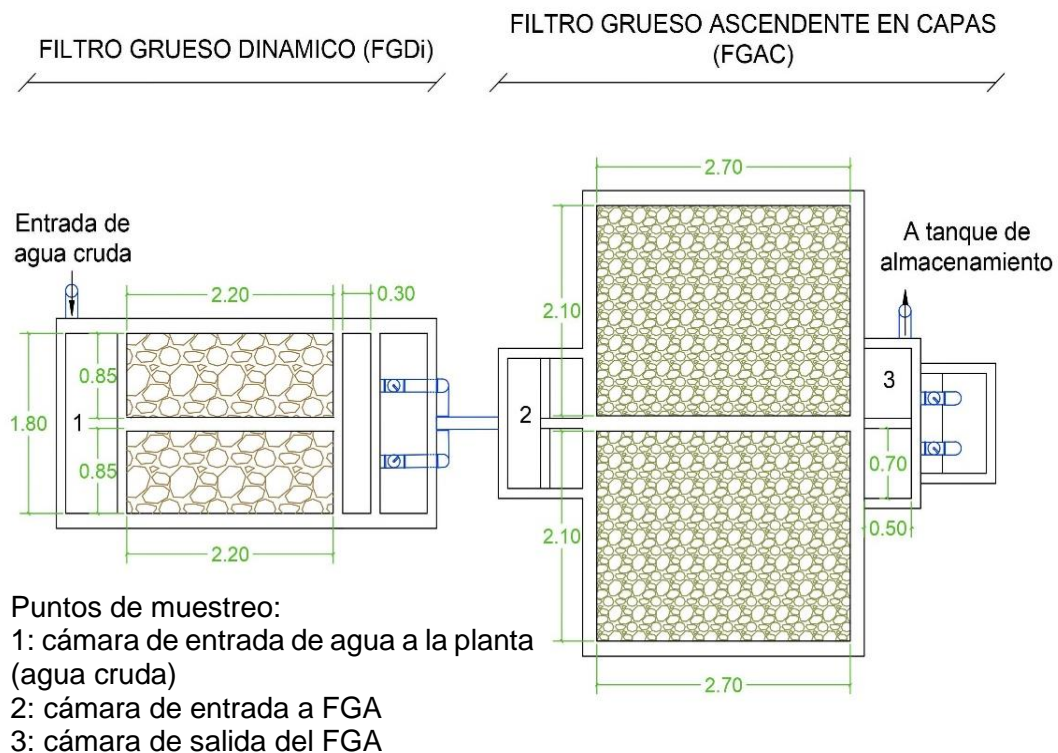 FILTRO GRUESO DINAMICO (FGDi)
FILTRO GRUESO ASCENDENTE EN CAPAS
(FGAC)
Entrada de
agua cruda
2.20
0.30
0.85
1.80
1
0.85
2.20
2.70
2.10
A tanque de
almacenamiento
2
3
0.70
0.50
2.10
2.70
Puntos de muestreo:
1: cámara de entrada de agua a la planta
(agua cruda)
2: cámara de entrada a FGA
3: cámara de salida del FGA